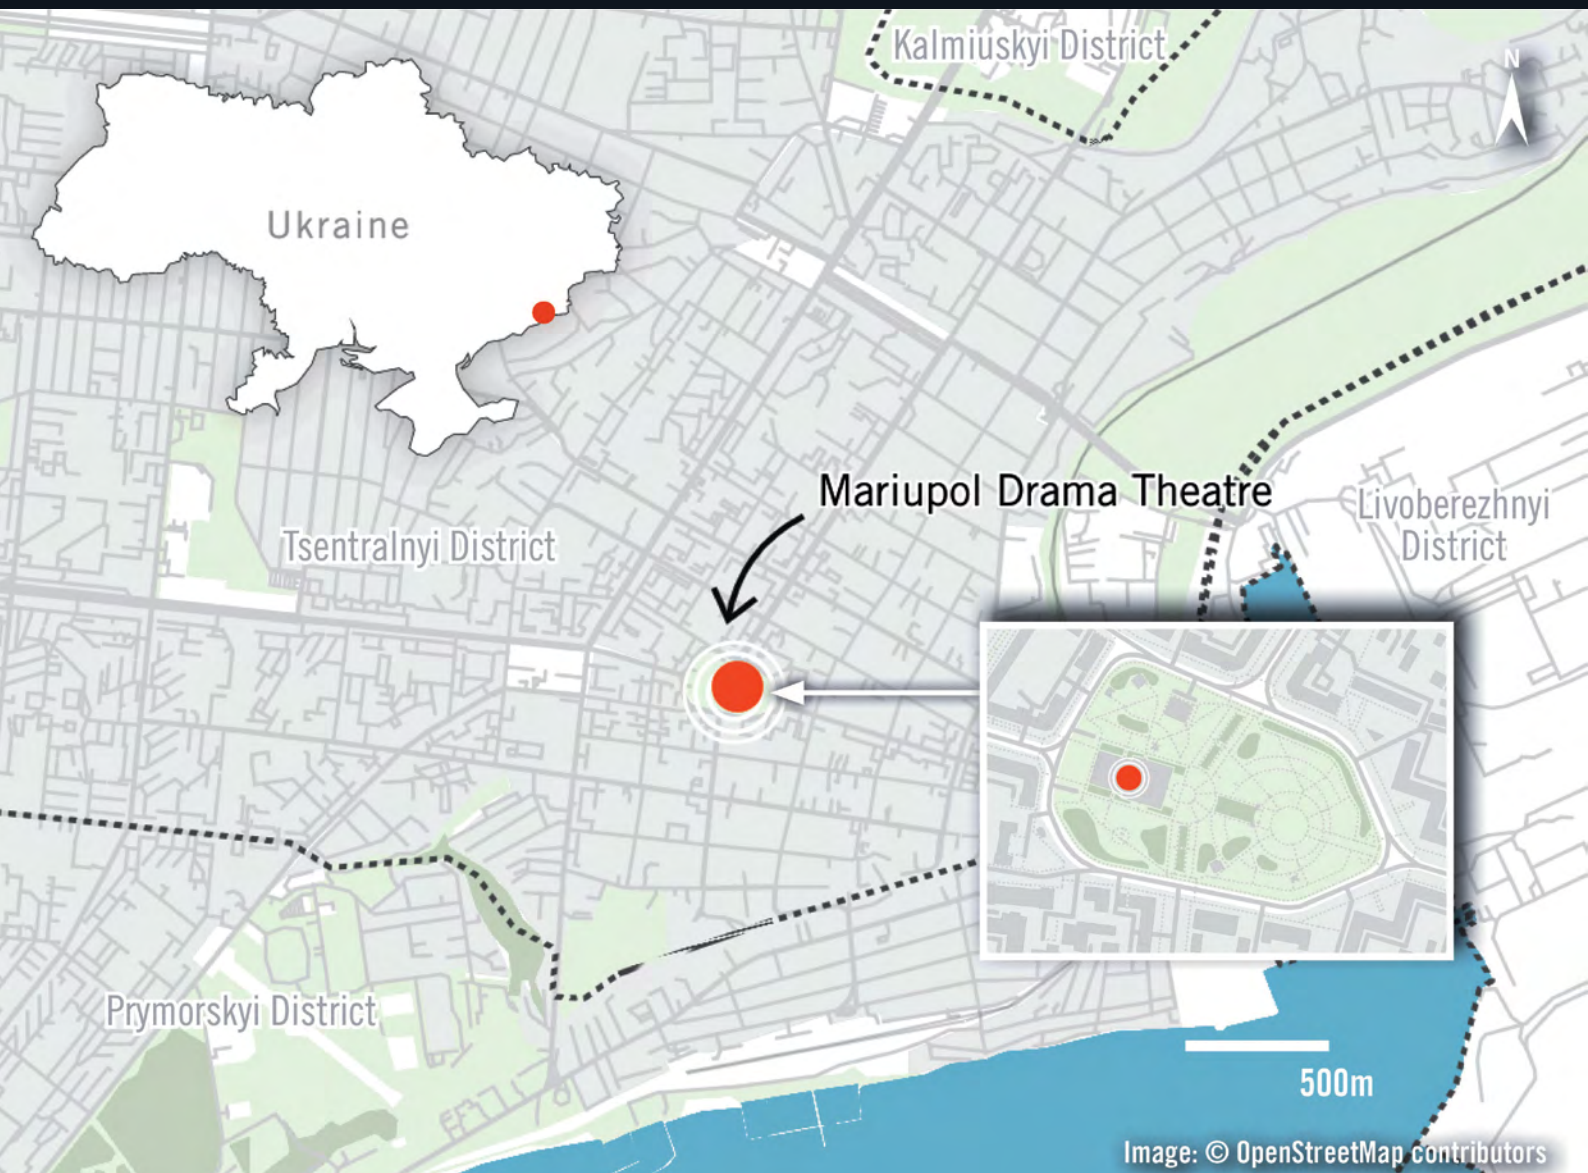 Kalmiuskyi District
N
Ukraine
Mariupol Drama Theatre
Livoberezhnyi
District
Tsentralnyi District
Prymorskyi District
500m
Image: © OpenStreetMap contributors